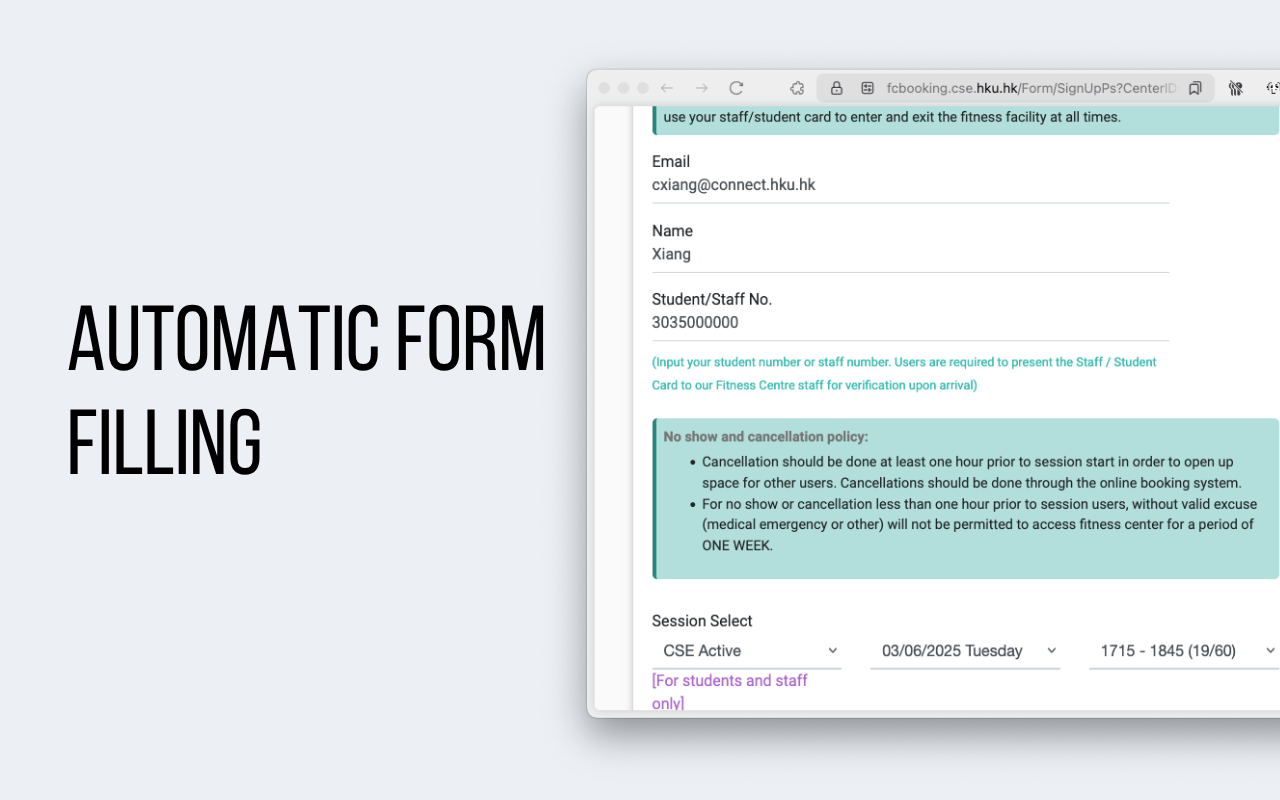 AUTOMATIC FORM
FILLING
fcbooking.cse.hku.hk/Form/SignUpPs?CenterID
use your staff/student card to enter and exit the fitness facility at all times.
Email
cxiang@connect.hku.hk
Name
Xiang
Student/Staff No.
3035000000
(Input your student number or staff number. Users are required to present the Staff / Student
Card to our Fitness Centre staff for verification upon arrival)
No show and cancellation policy:
• Cancellation should be done at least one hour prior to session start in order to open up
space for other users. Cancellations should be done through the online booking system.
• For no show or cancellation less than one hour prior to session users, without valid excuse
(medical emergency or other) will not be permitted to access fitness center for a period of
ONE WEEK.
Session Select
CSE Active 03/06/2025 Tuesday 1715 - 1845 (19/60)
[For students and staff
only]